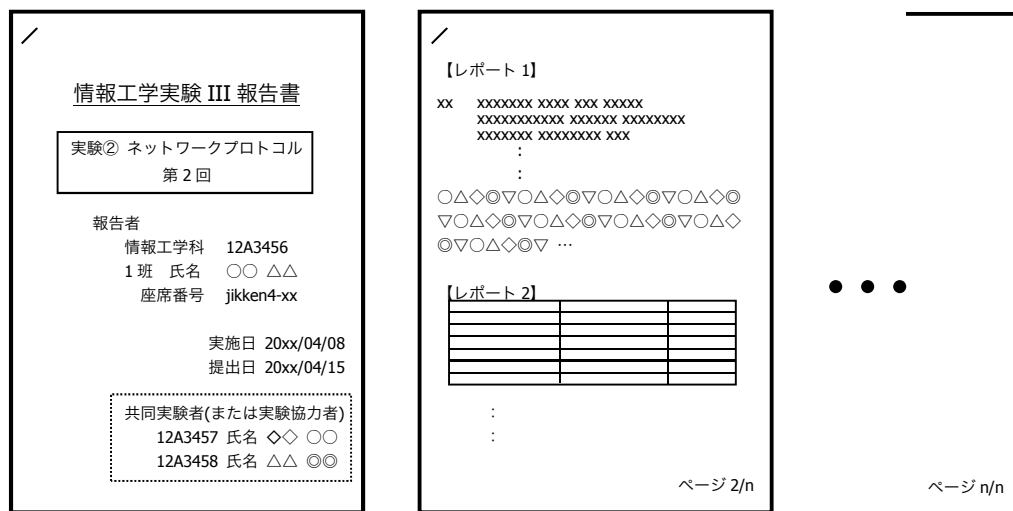 情報工学実験 III 報告書
実験② ネットワークプロトコル
第 2 回
報告者
情報工学科 12A3456
1 班 氏名 ○○ △△
座席番号 jikken4-xx
実施日 20xx/04/08
提出日 20xx/04/15
共同実験者(または実験協力者)
12A3457 氏名 ◇◇ ○○
12A3458 氏名 △△ ◎◎
【レポート 1】
xx xxxxxxx xxxx xxx xxxxx
xxxxxxxxxxx xxxxxx xxxxxxxx
xxxxxxx xxxxxxxx xxx
:
:
○△◇◎▽○△◇◎▽○△◇◎▽○△◇◎
▽○△◇◎▽○△◇◎▽○△◇◎▽○△◇
◎▽○△◇◎▽ …
【レポート 2】
:
:
ページ 2/n
• • •
ページ n/n